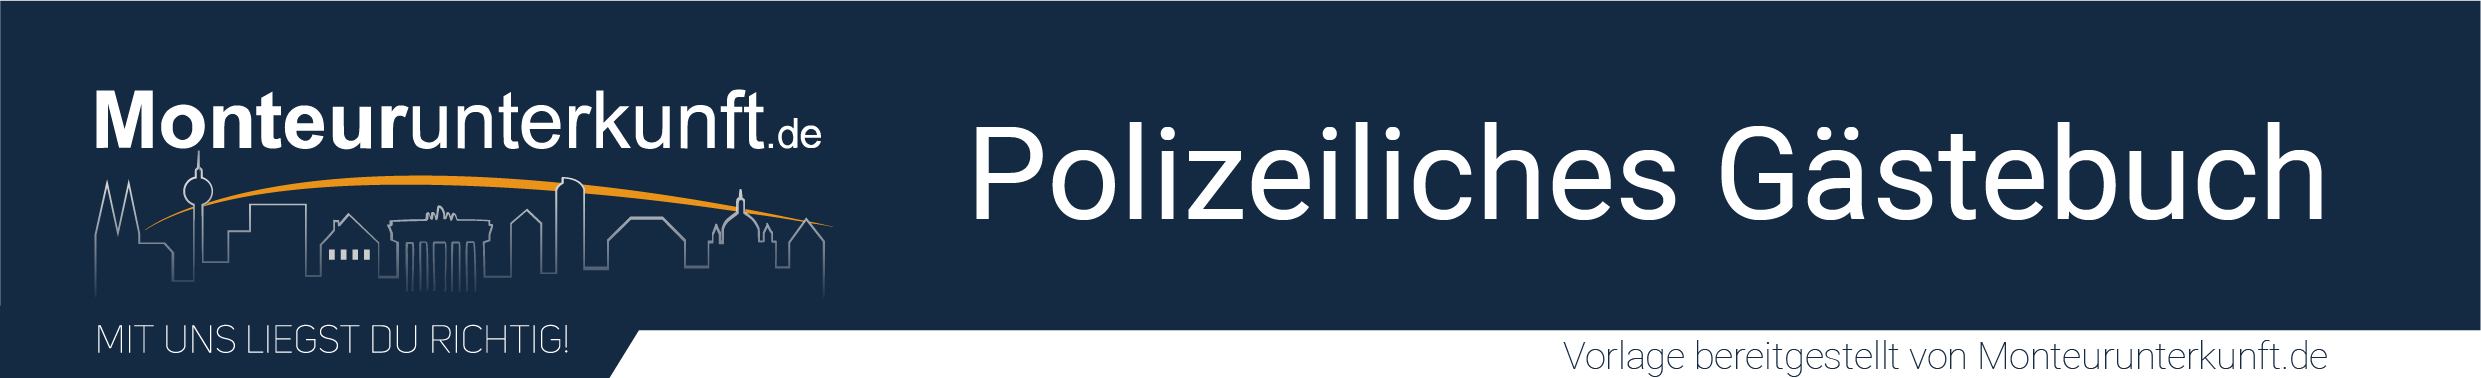 Monteurunterkunft.de
Polizeiliches Gästebuch
MIT UNS LIEGST DU RICHTIG!
Vorlage bereitgestellt von Monteurunterkunft.de